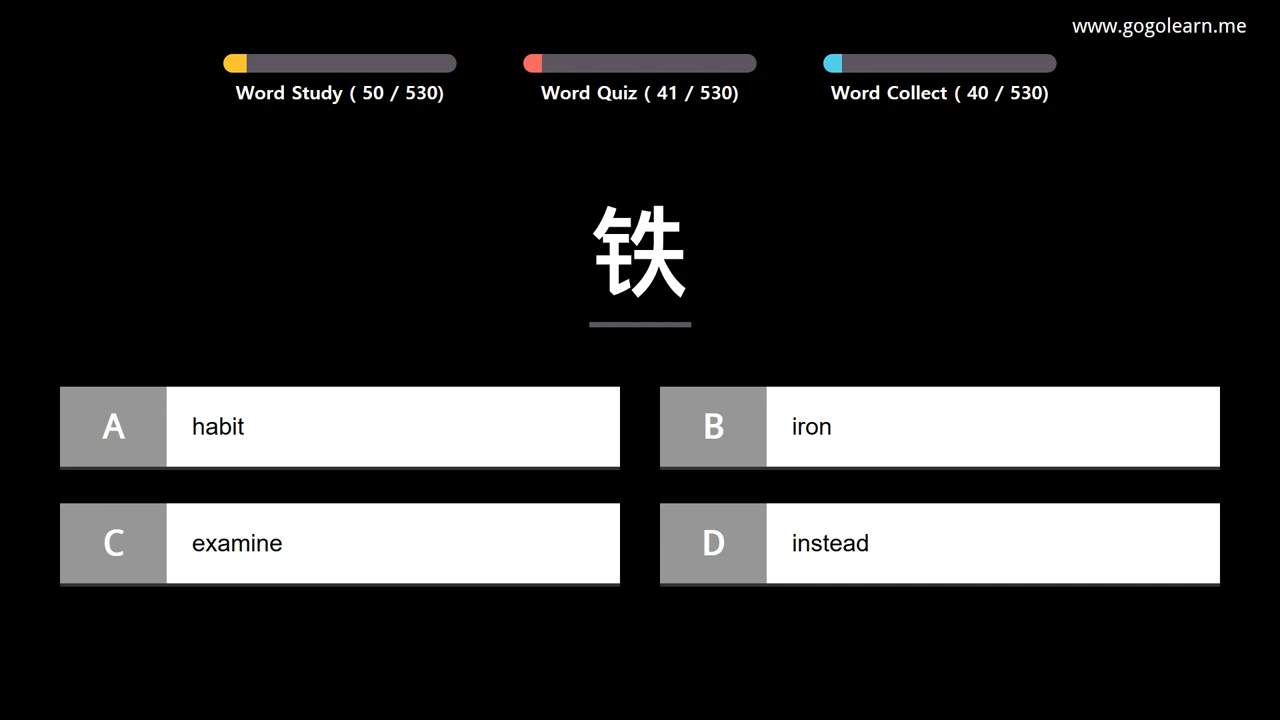 www.gogolearn.me
Word Study ( 50 / 530)
Word Quiz ( 41 / 530)
Word Collect ( 40 / 530)
铁
A habit
B iron
C examine
D instead